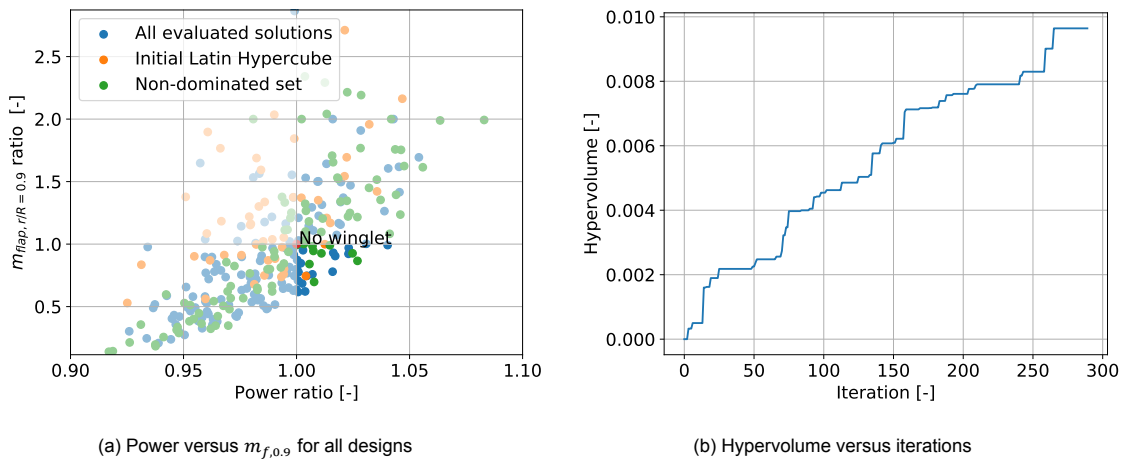 All evaluated solutions
Initial Latin Hypercube
Non-dominated set
No winglet
2.5
2.0
1.5
1.0
0.5
m_{flap, r/R = 0.9} ratio [-]
0.90 0.95 1.00 1.05 1.10
Power ratio [-]
(a) Power versus m_{f,0.9} for all designs
0.010
0.008
0.006
0.004
0.002
0.000
Hypervolume [-]
0 50 100 150 200 250 300
Iteration [-]
(b) Hypervolume versus iterations